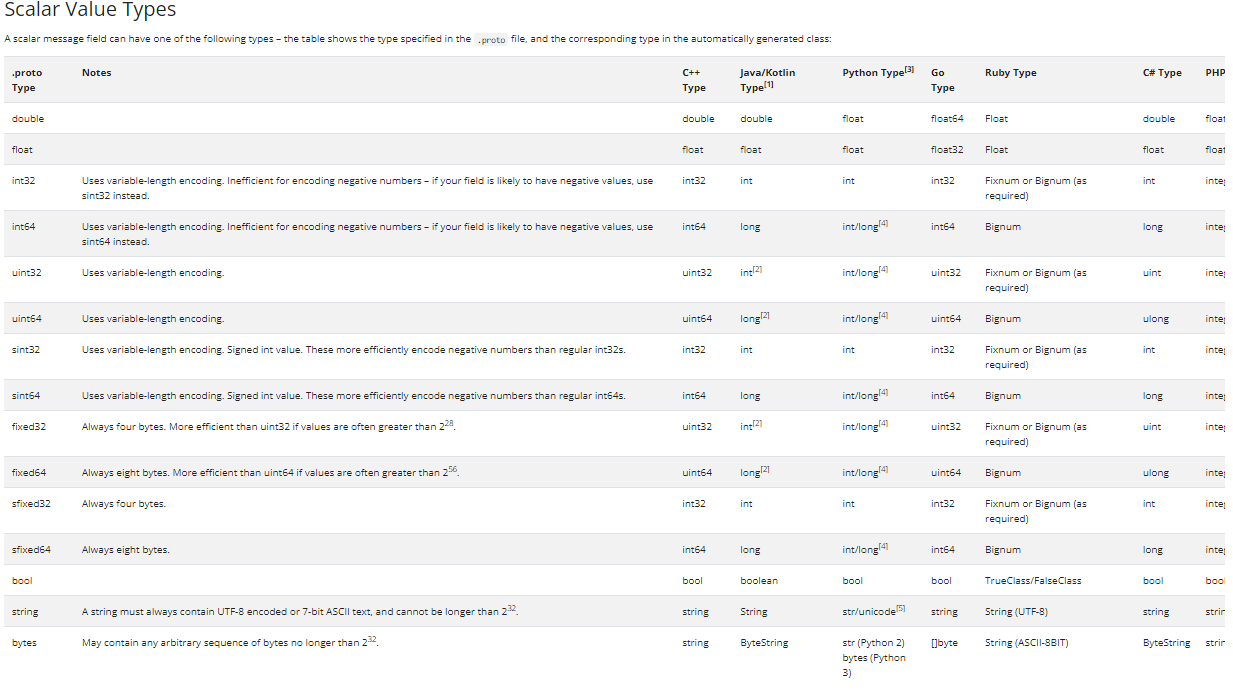 Scalar Value Types
A scalar message field can have one of the following types – the table shows the type specified in the .proto file, and the corresponding type in the automatically generated class:
.proto Type Notes C++ Type Java/Kotlin Type[1] Python Type[3] Go Type Ruby Type C# Type PHP
double double double float float64 Float double float
float float float float float32 Float float float
int32 Uses variable-length encoding. Inefficient for encoding negative numbers – if your field is likely to have negative values, use sint32 instead. int32 int int int32 Fixnum or Bignum (as required) int
int64 Uses variable-length encoding. Inefficient for encoding negative numbers – if your field is likely to have negative values, use sint64 instead. int64 long int/long[4] int64 Bignum long
uint32 Uses variable-length encoding. uint32 int[2] int/long[4] uint32 Fixnum or Bignum (as required) uint
uint64 Uses variable-length encoding. uint64 long[2] int/long[4] uint64 Bignum ulong
sint32 Uses variable-length encoding. Signed int value. These more efficiently encode negative numbers than regular int32s. int32 int int int32 Fixnum or Bignum (as required) int
sint64 Uses variable-length encoding. Signed int value. These more efficiently encode negative numbers than regular int64s. int64 long int/long[4] int64 Bignum long
fixed32 Always four bytes. More efficient than uint32 if values are often greater than 2^28. uint32 int[2] int/long[4] uint32 Fixnum or Bignum (as required) uint
fixed64 Always eight bytes. More efficient than uint64 if values are often greater than 2^56. uint64 long[2] int/long[4] uint64 Bignum ulong
sfixed32 Always four bytes. int32 int int int32 Fixnum or Bignum (as required) int
sfixed64 Always eight bytes. int64 long int/long[4] int64 Bignum long
bool bool boolean bool bool TrueClass/FalseClass bool bool
string A string must always contain UTF-8 encoded or 7-bit ASCII text, and cannot be longer than 2^32. string String str/unicode[5] string String (UTF-8) string
bytes May contain any arbitrary sequence of bytes no longer than 2^32. string ByteString str (Python 2) bytes (Python 3) []byte String (ASCII-8BIT) ByteString